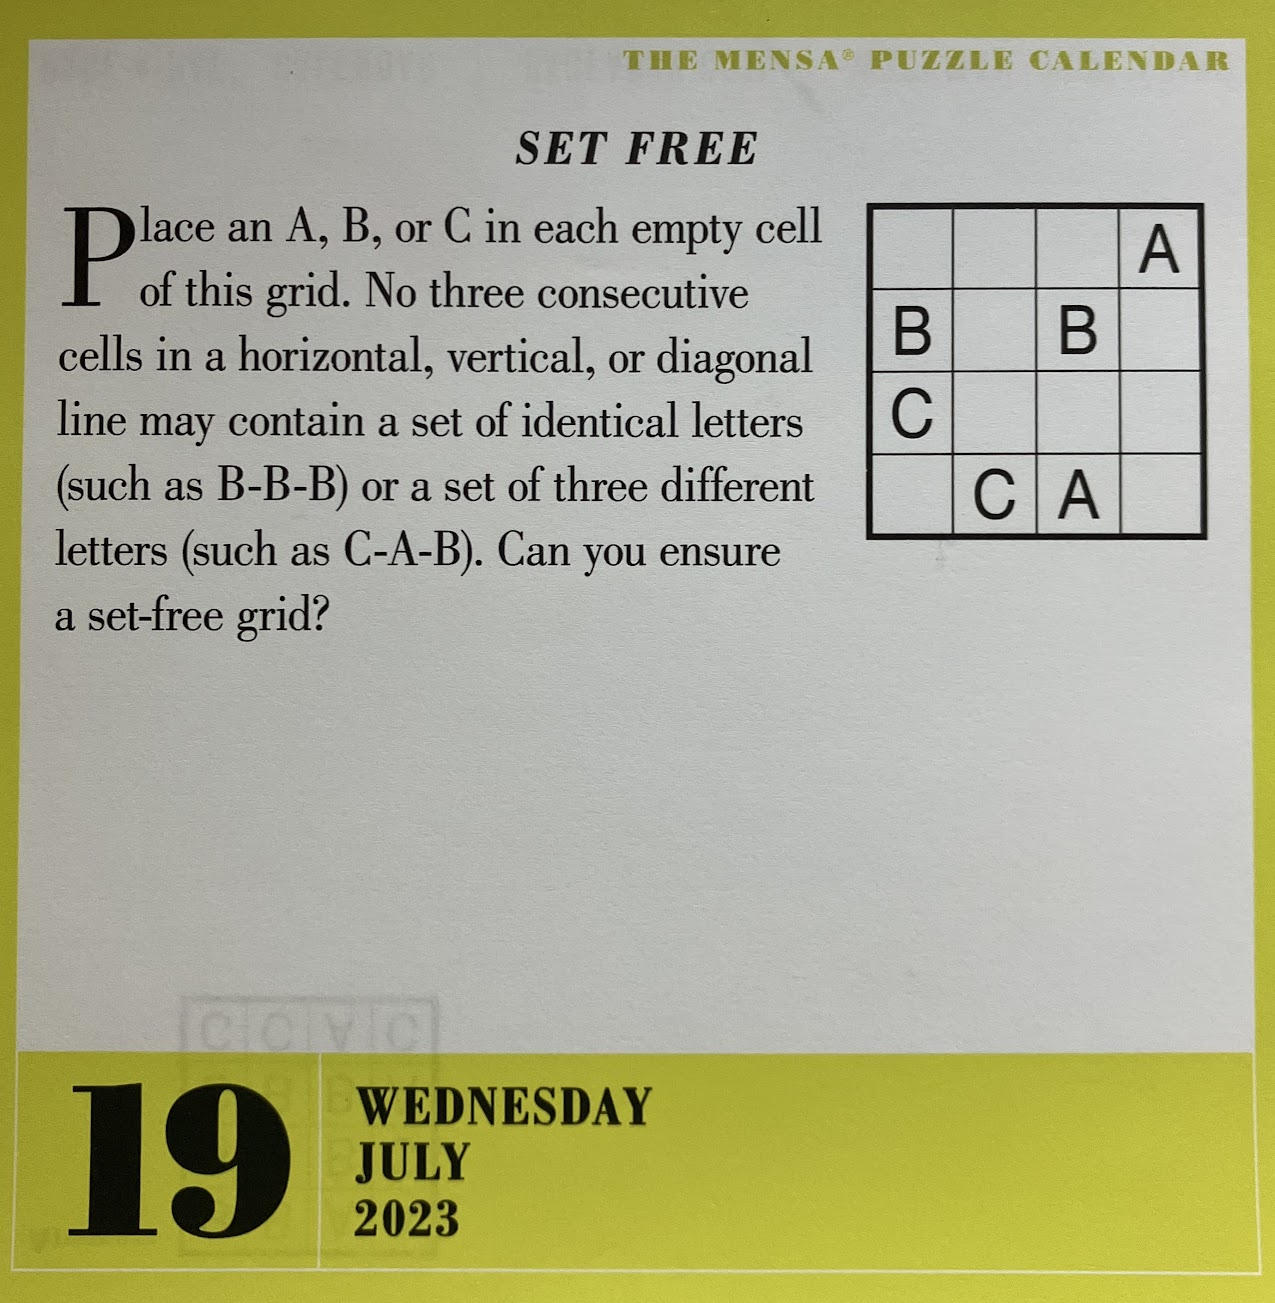 THE MENSA® PUZZLE CALENDAR
SET FREE
Place an A, B, or C in each empty cell
of this grid. No three consecutive
cells in a horizontal, vertical, or diagonal
line may contain a set of identical letters
(such as B-B-B) or a set of three different
letters (such as C-A-B). Can you ensure
a set-free grid?
A
B B
C
C A
19
WEDNESDAY
JULY
2023